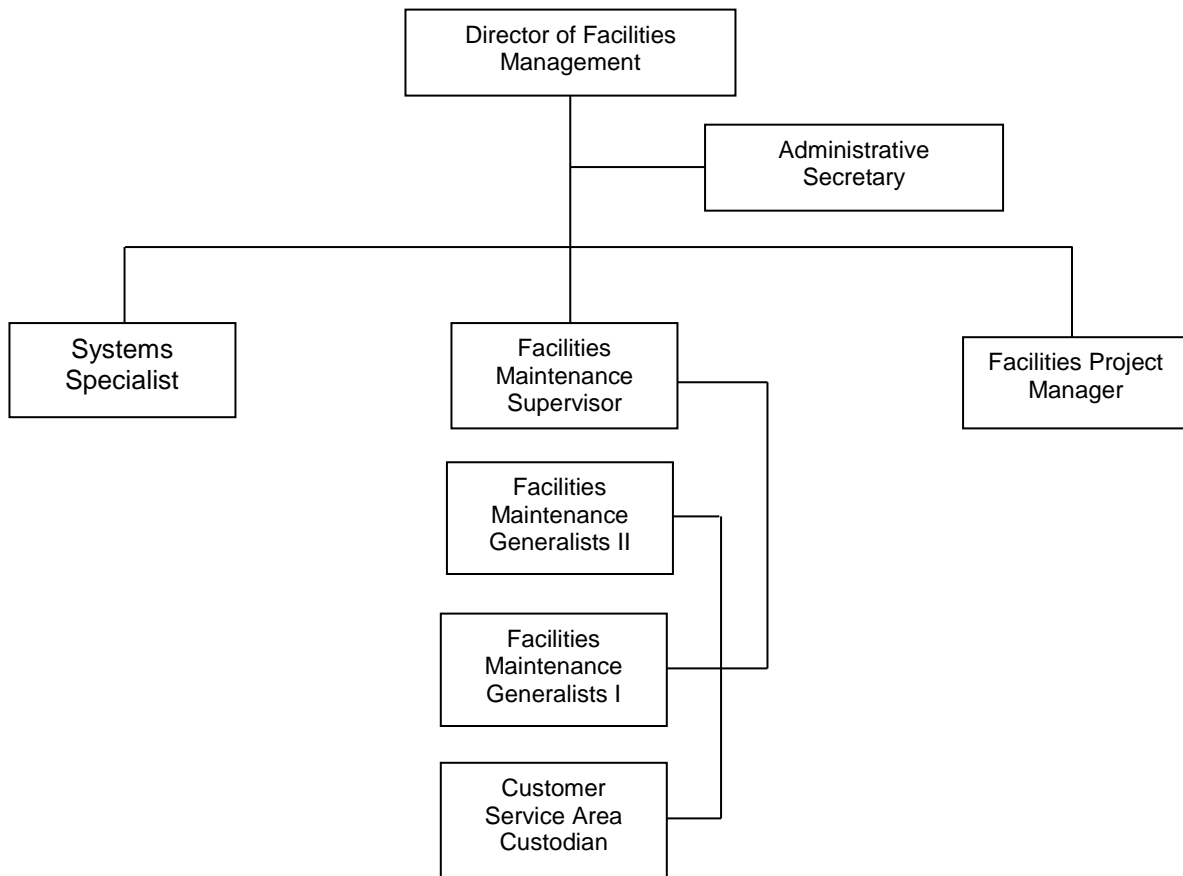 Director of Facilities
Management
Administrative
Secretary
Systems
Specialist
Facilities
Maintenance
Supervisor
Facilities Project
Manager
Facilities
Maintenance
Generalists II
Facilities
Maintenance
Generalists I
Customer
Service Area
Custodian